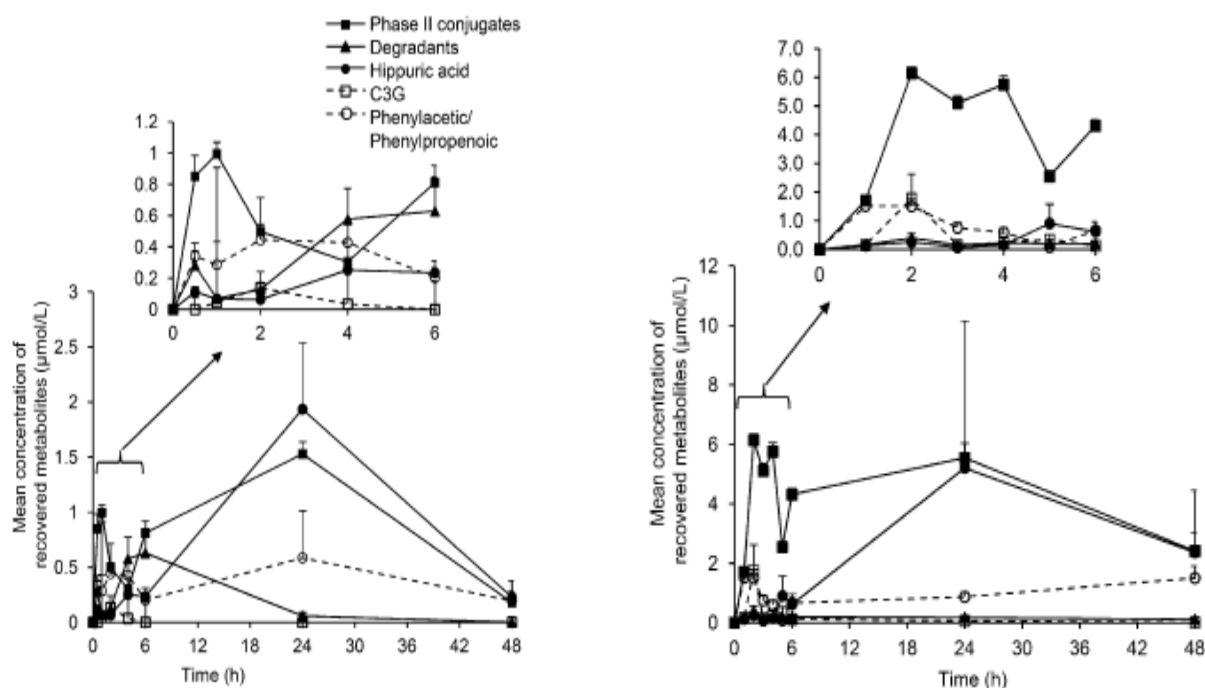 Phase II conjugates
Degradants
Hippuric acid
C3G
Phenylacetic/
Phenylpropenoic
1.2
1
0.8
0.6
0.4
0.2
0
0 2 4 6
3
2.5
2
1.5
1
0.5
0
0 6 12 18 24 30 36 42 48
Mean concentration of
recovered metabolites (µmol/L)
Time (h)
7.0
6.0
5.0
4.0
3.0
2.0
1.0
0.0
0 2 4 6
12
10
8
6
4
2
0
0 6 12 18 24 30 36 42 48
Mean concentration of
recovered metabolites (µmol/L)
Time (h)